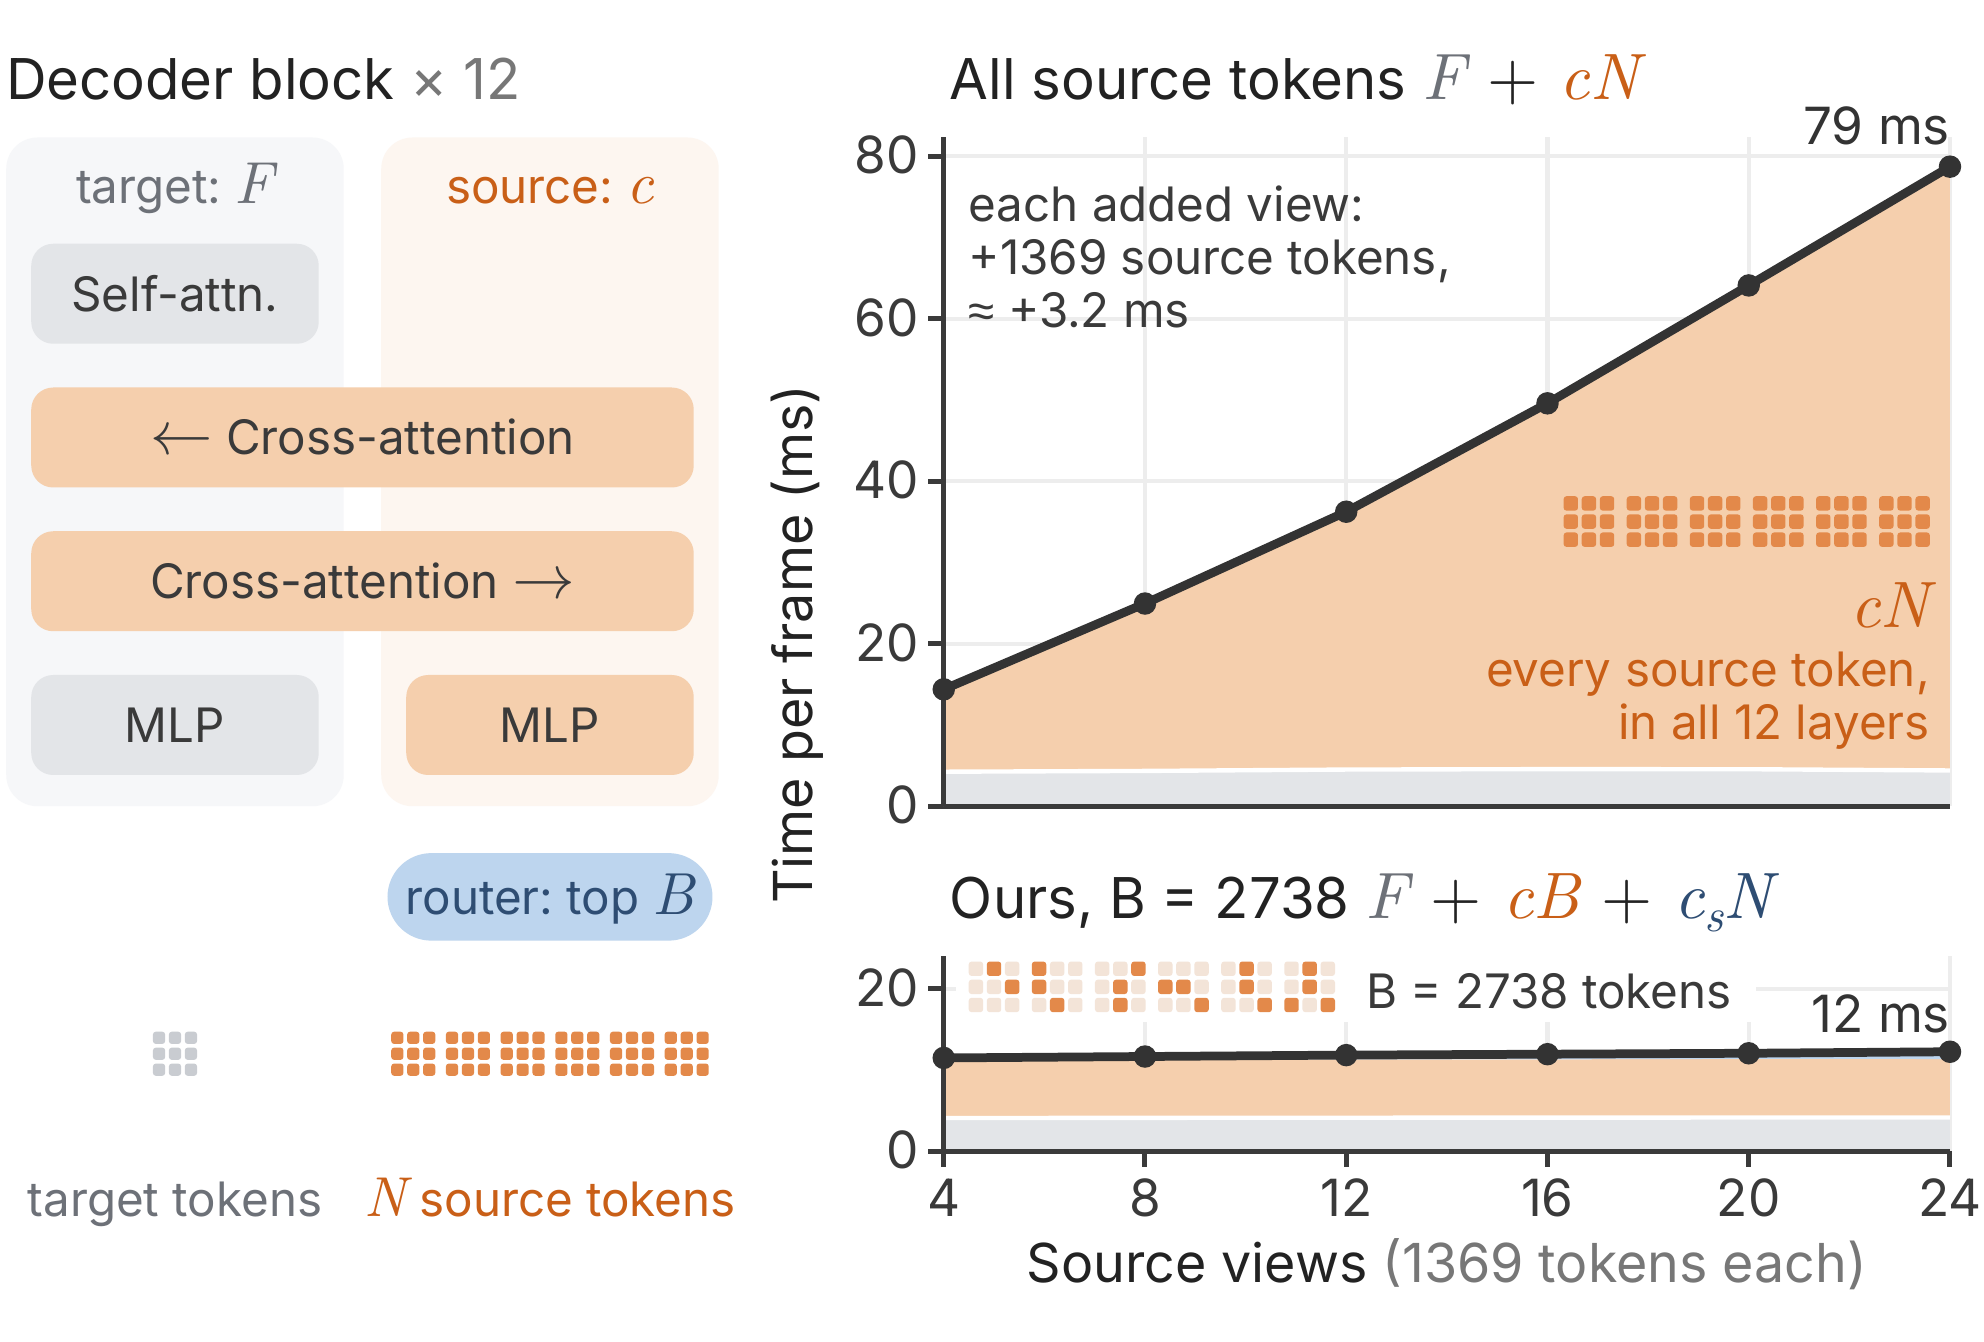 Decoder block × 12
target: F
source: c
Self-attn.
← Cross-attention
Cross-attention →
MLP
MLP
router: top B
target tokens
N source tokens
All source tokens F + cN
79 ms
each added view:
+1369 source tokens,
≈ +3.2 ms
cN
every source token,
in all 12 layers
80
60
40
20
0
Time per frame (ms)
Ours, B = 2738 F + cB + cₛN
B = 2738 tokens
12 ms
20
0
4 8 12 16 20 24
Source views (1369 tokens each)